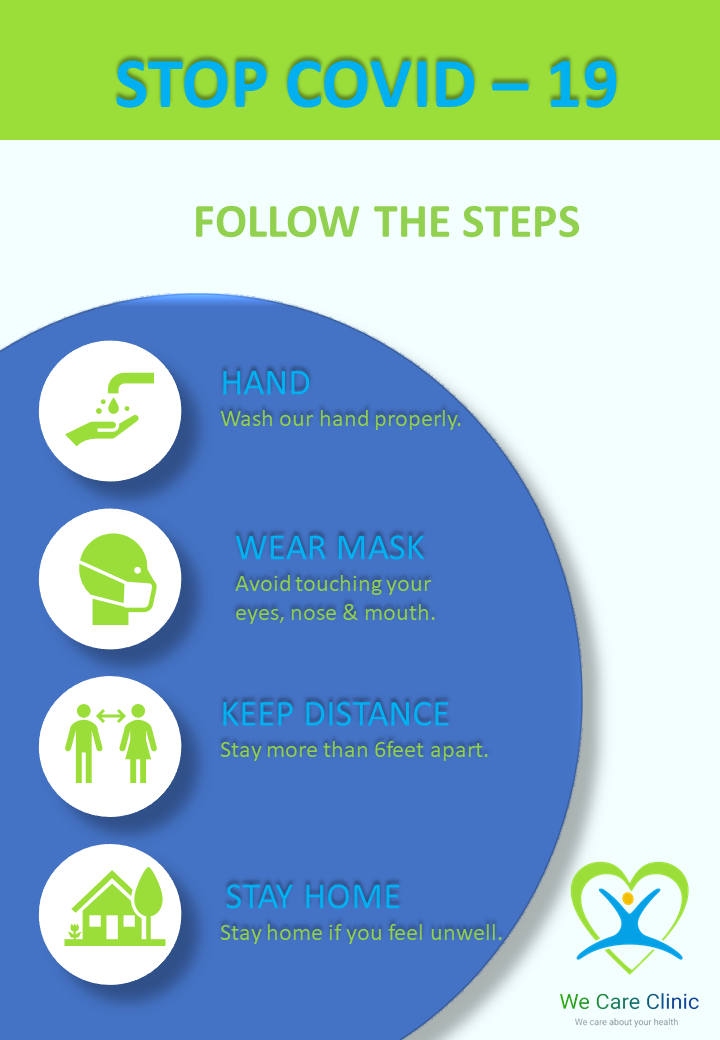 STOP COVID – 19
FOLLOW THE STEPS
HAND
Wash our hand properly.
WEAR MASK
Avoid touching your
eyes, nose & mouth.
KEEP DISTANCE
Stay more than 6feet apart.
STAY HOME
Stay home if you feel unwell.
We Care Clinic
We care about your health